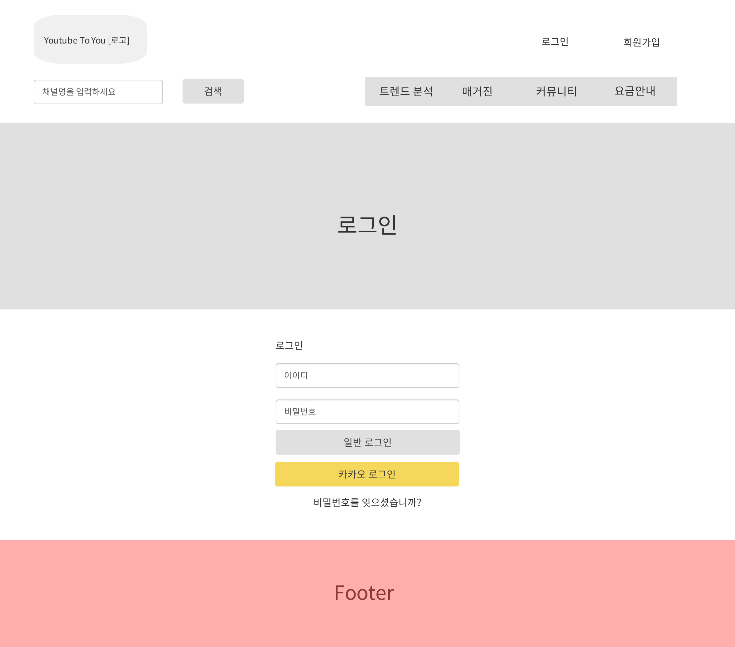 Youtube To You [로고]
로그인
회원가입
채널명을 입력하세요
검색
트렌드 분석
매거진
커뮤니티
요금안내
로그인
로그인
아이디
비밀번호
일반 로그인
카카오 로그인
비밀번호를 잊으셨습니까?
Footer